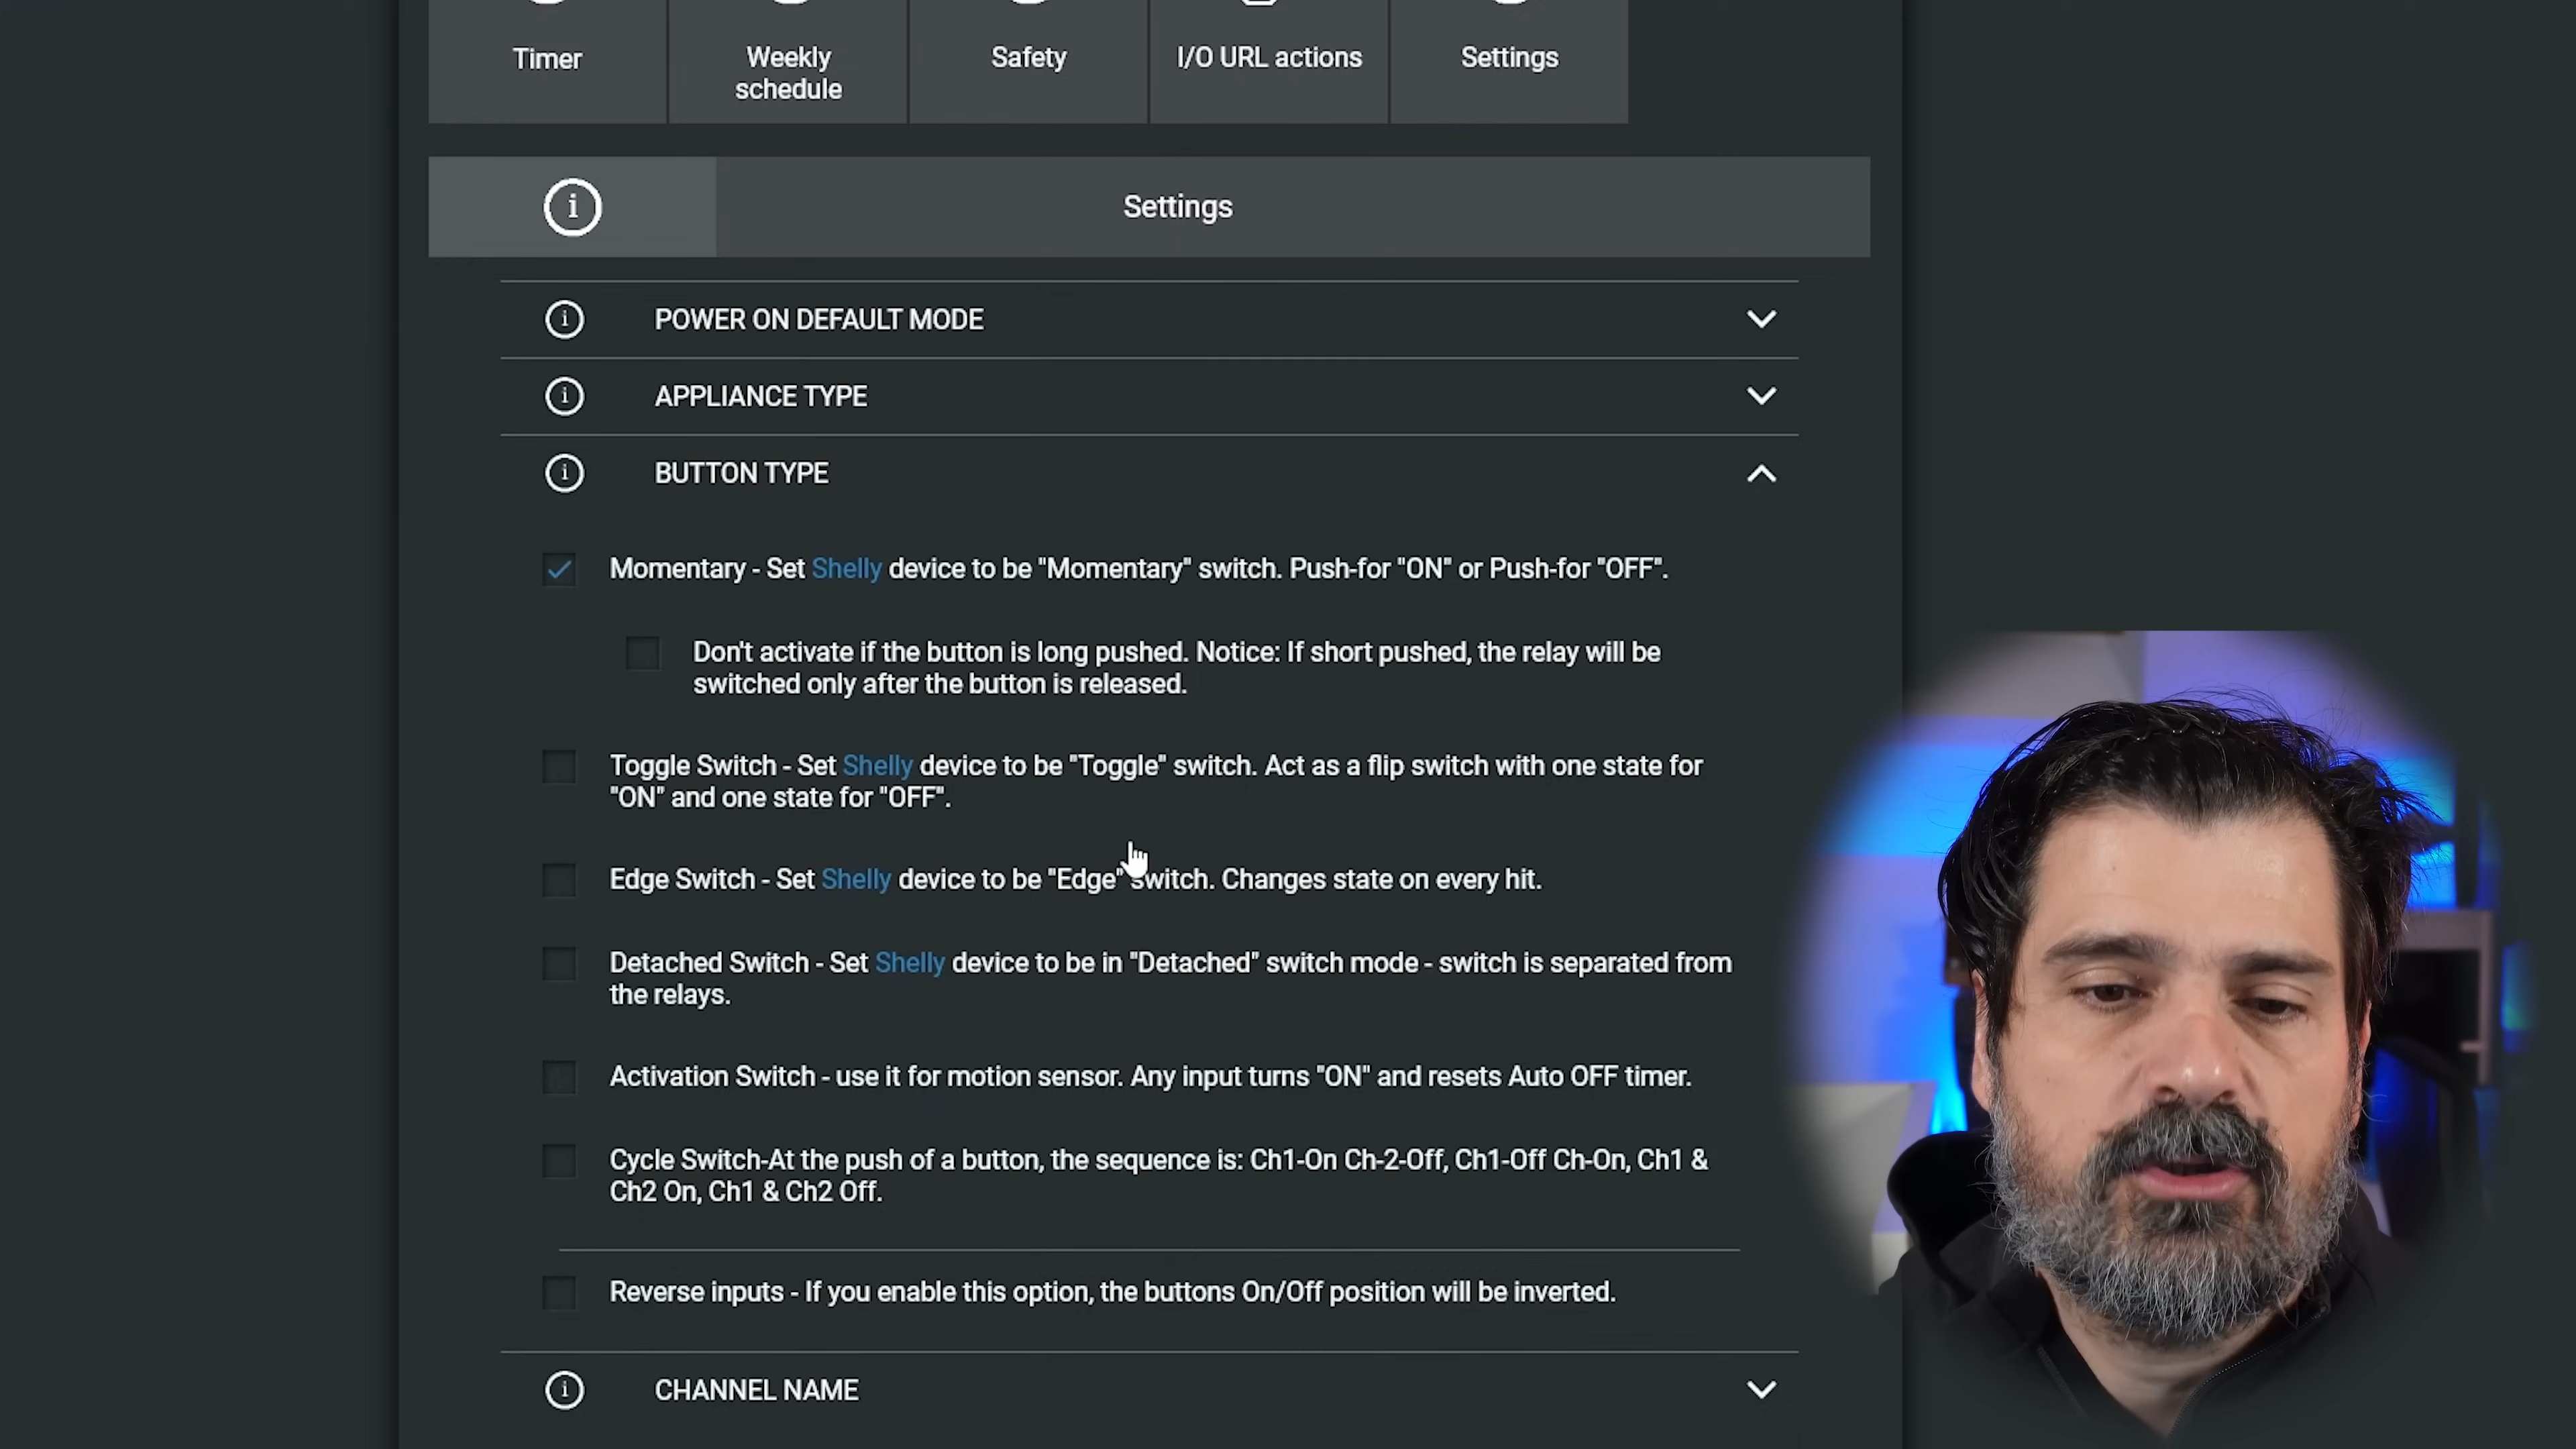 Timer
Weekly
schedule
Safety
I/O URL actions
Settings
i
Settings
i
POWER ON DEFAULT MODE
i
APPLIANCE TYPE
i
BUTTON TYPE
Momentary - Set Shelly device to be "Momentary" switch. Push-for "ON" or Push-for "OFF".
Don't activate if the button is long pushed. Notice: If short pushed, the relay will be
switched only after the button is released.
Toggle Switch - Set Shelly device to be "Toggle" switch. Act as a flip switch with one state for
"ON" and one state for "OFF".
Edge Switch - Set Shelly device to be "Edge" switch. Changes state on every hit.
Detached Switch - Set Shelly device to be in "Detached" switch mode - switch is separated from
the relays.
Activation Switch - use it for motion sensor. Any input turns "ON" and resets Auto OFF timer.
Cycle Switch-At the push of a button, the sequence is: Ch1-On Ch-2-Off, Ch1-Off Ch-On, Ch1 &
Ch2 On, Ch1 & Ch2 Off.
Reverse inputs - If you enable this option, the buttons On/Off position will be inverted.
i
CHANNEL NAME